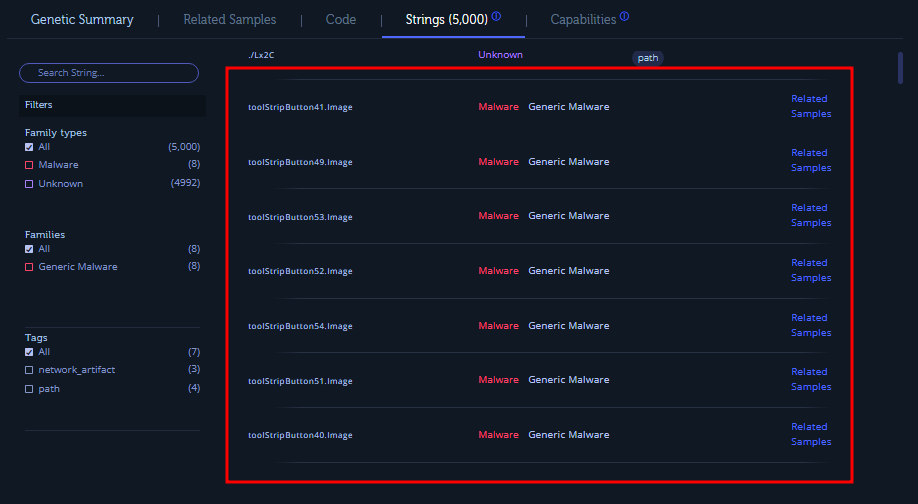 Genetic Summary | Related Samples | Code | Strings (5,000) | Capabilities
Search String...
Filters
Family types
All (5,000)
Malware (8)
Unknown (4992)
Families
All (8)
Generic Malware (8)
Tags
All (7)
network_artifact (3)
path (4)
./Lx2C Unknown path
toolStripButton41.Image Malware Generic Malware Related Samples
toolStripButton49.Image Malware Generic Malware Related Samples
toolStripButton53.Image Malware Generic Malware Related Samples
toolStripButton52.Image Malware Generic Malware Related Samples
toolStripButton54.Image Malware Generic Malware Related Samples
toolStripButton51.Image Malware Generic Malware Related Samples
toolStripButton40.Image Malware Generic Malware Related Samples